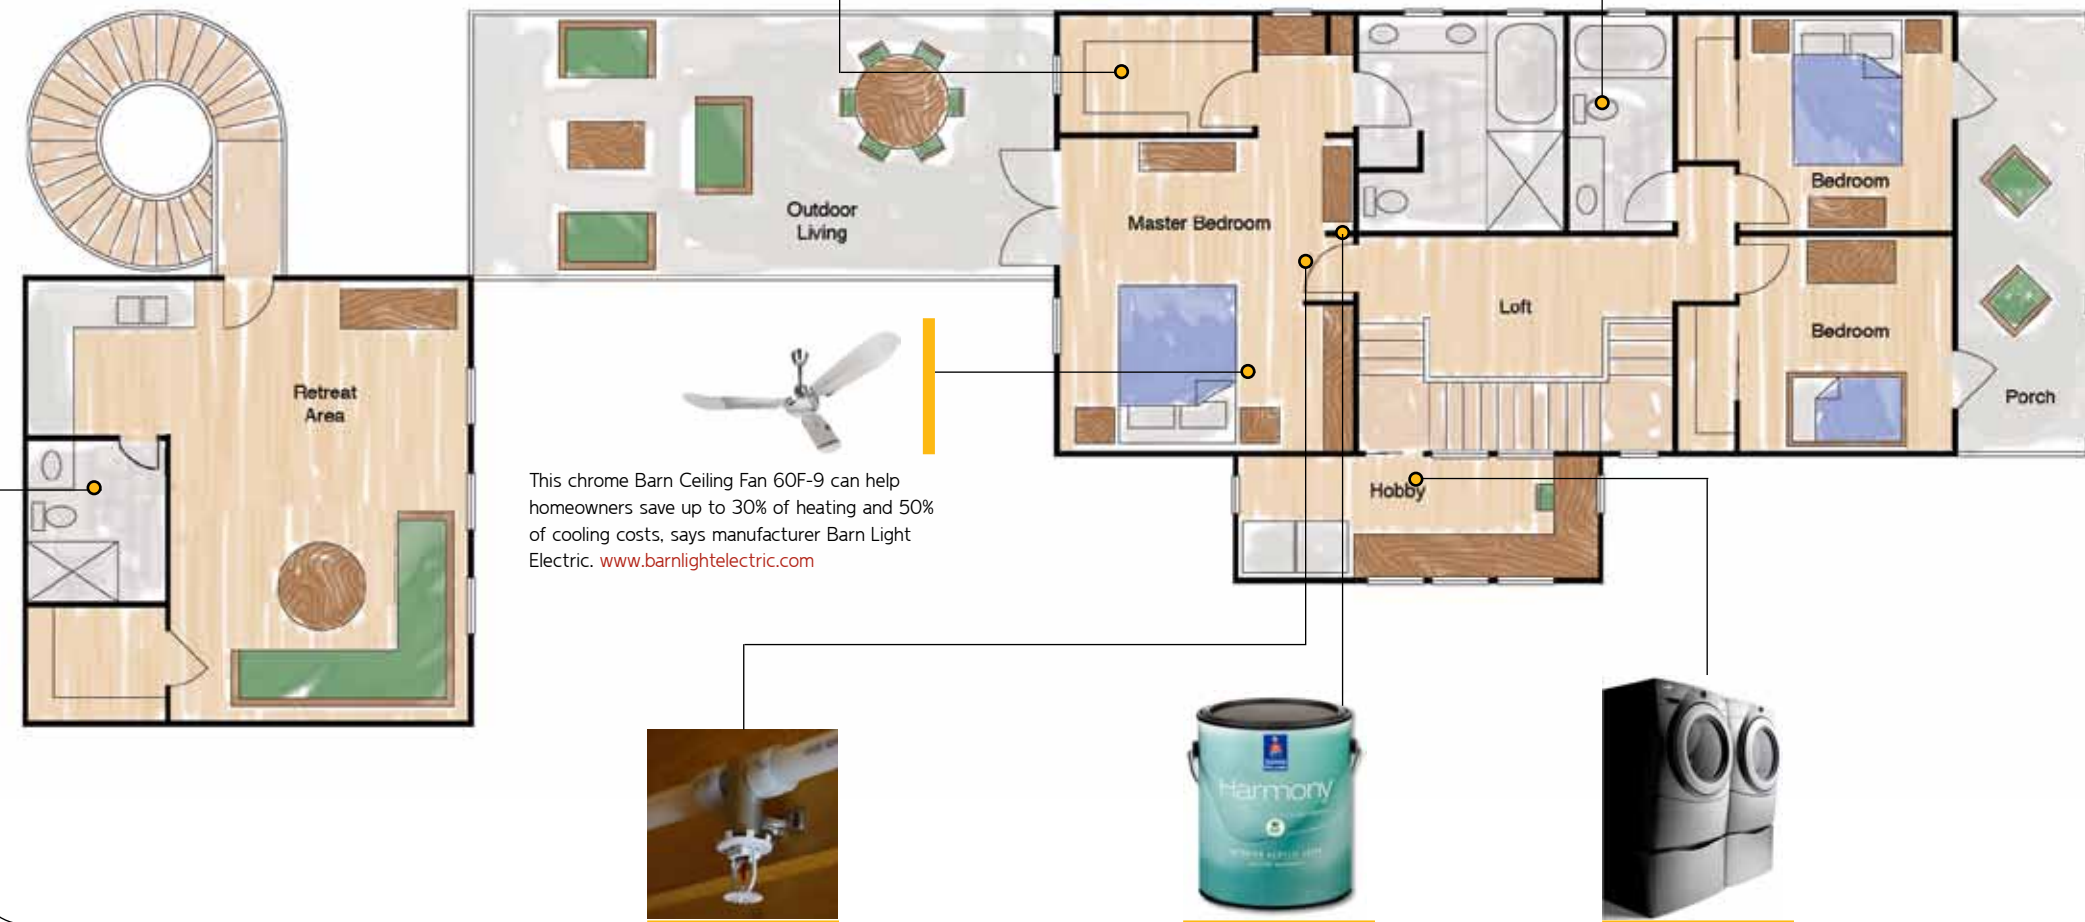 Outdoor
Living
Master Bedroom
Bedroom
Loft
Bedroom
Porch
Retreat
Area
Hobby
This chrome Barn Ceiling Fan 60F-9 can help
homeowners save up to 30% of heating and 50%
of cooling costs, says manufacturer Barn Light
Electric. www.barnlightelectric.com
Harmony